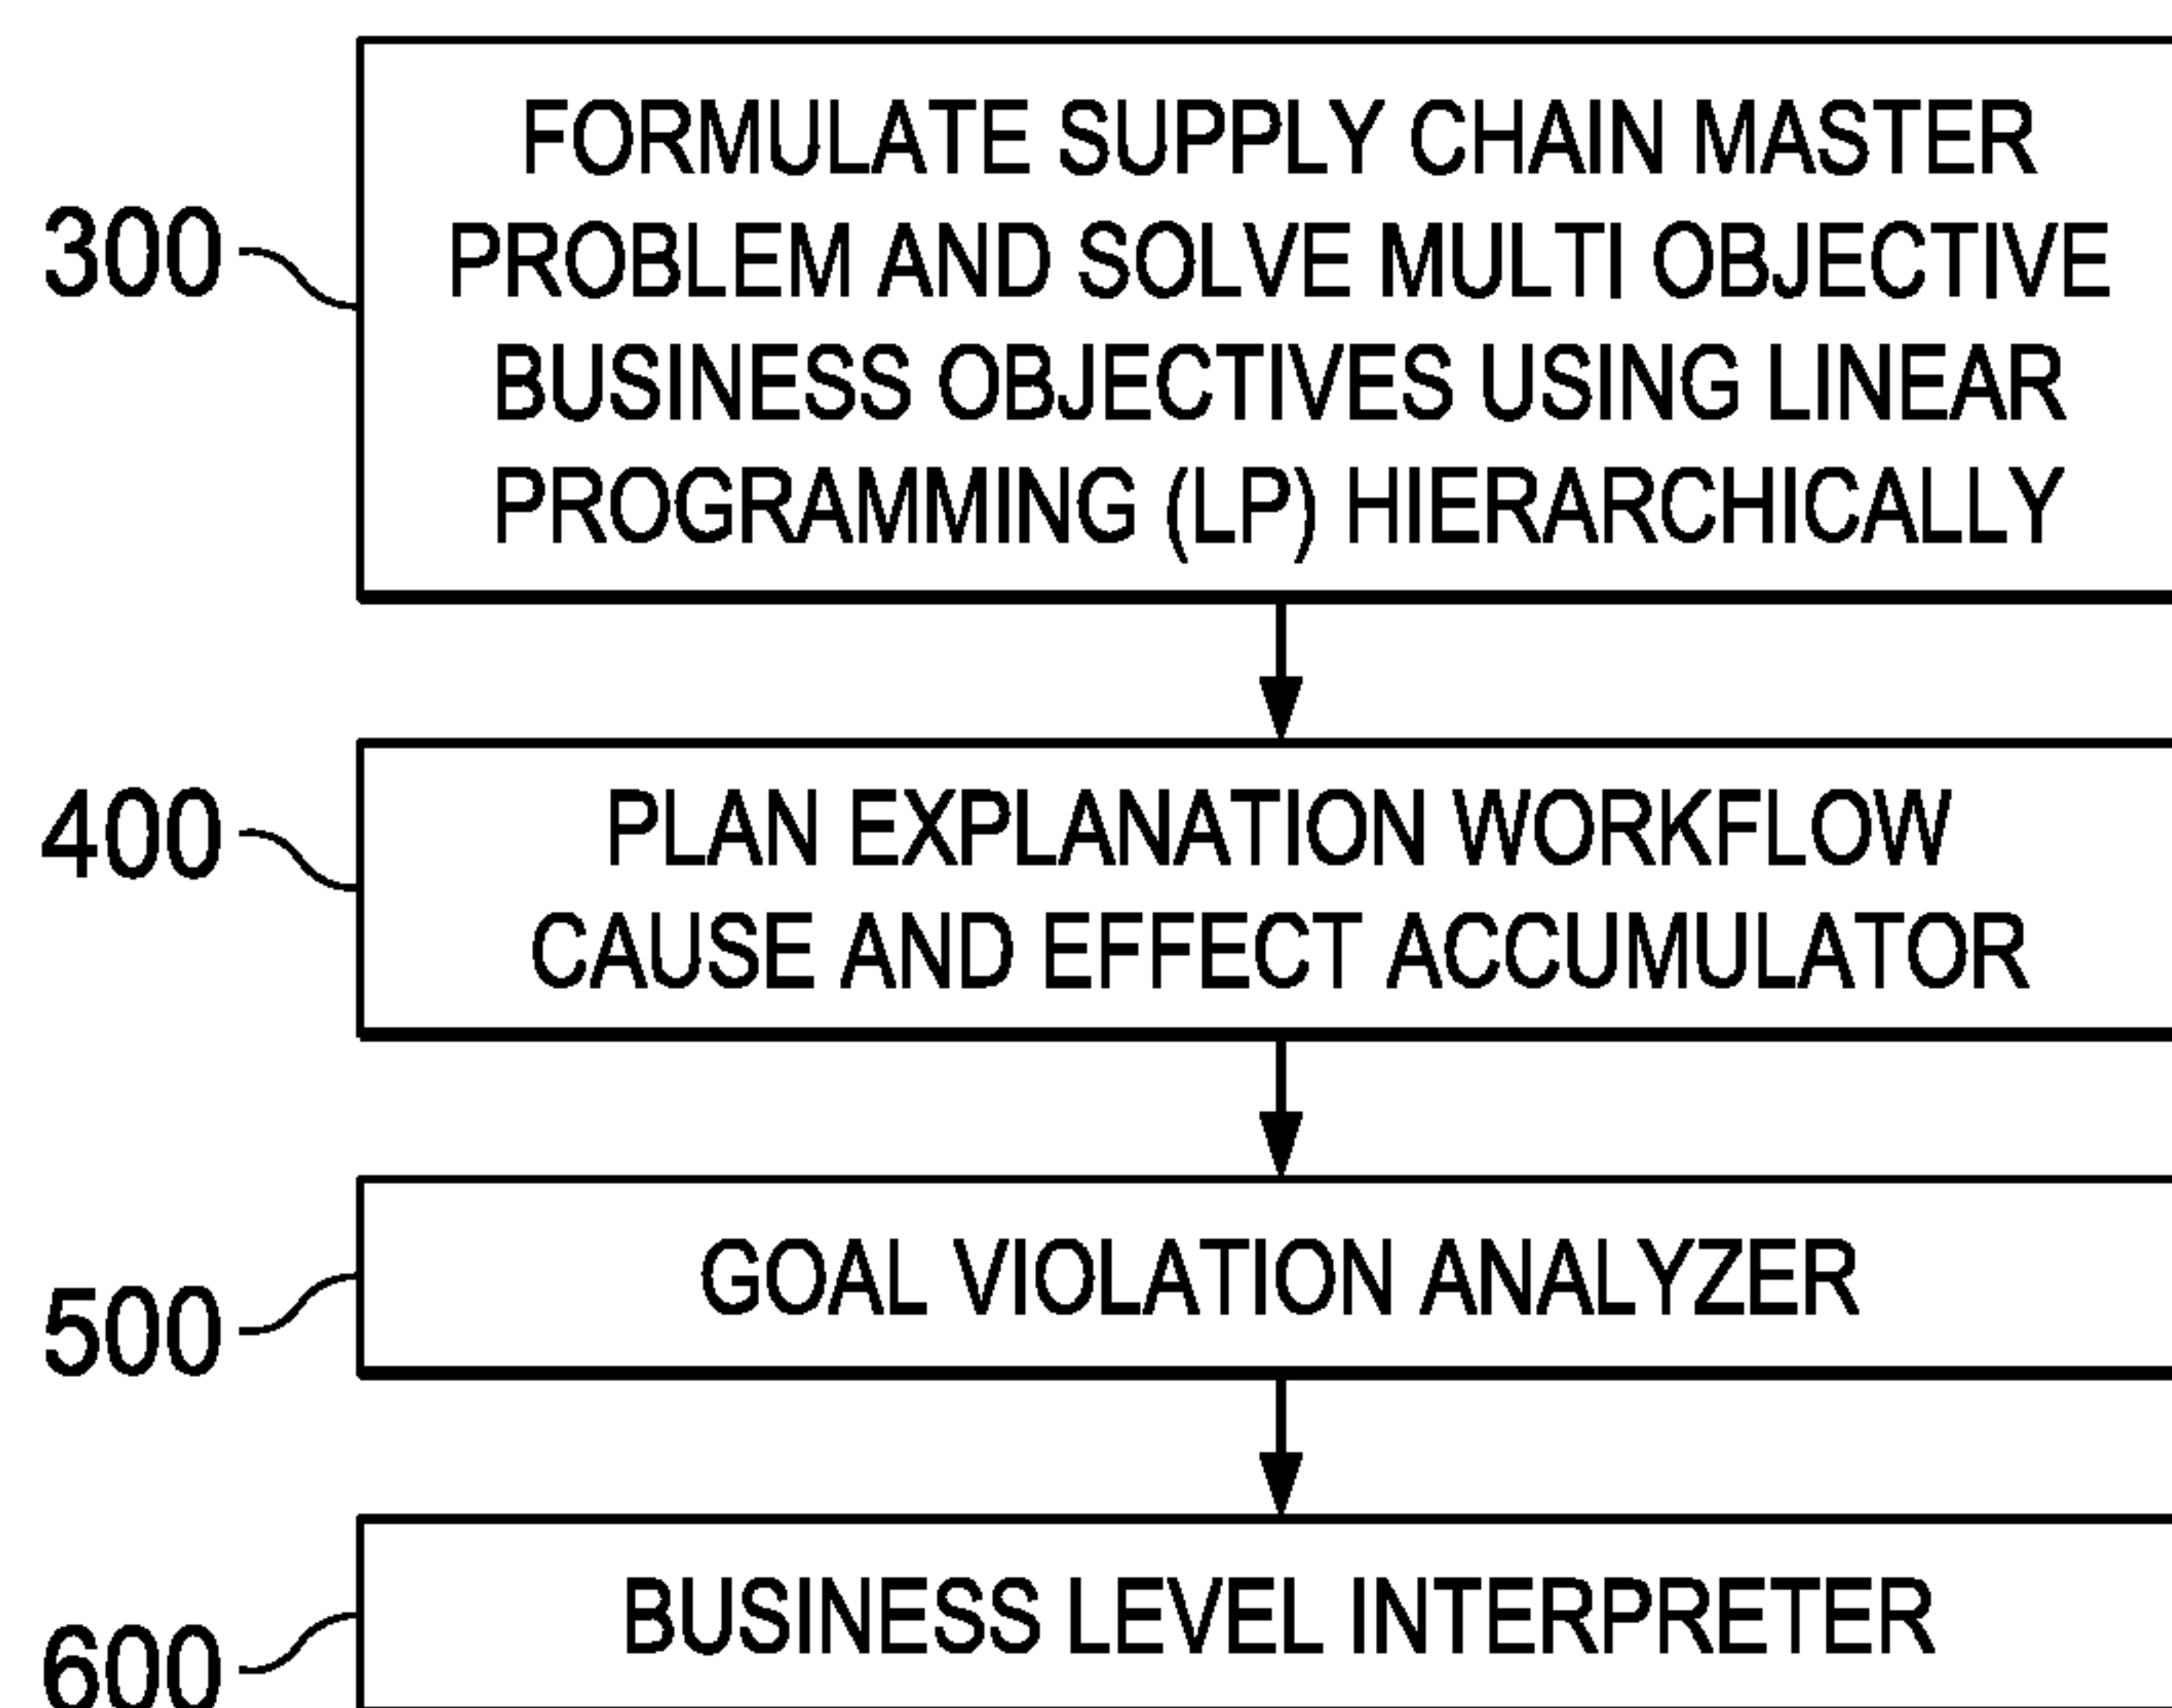 FORMULATE SUPPLY CHAIN MASTER
300
PROBLEM AND SOLVE MULTI OBJECTIVE
BUSINESS OBJECTIVES USING LINEAR
PROGRAMMING (LP) HIERARCHICALLY
400
PLAN EXPLANATION WORKFLOW
CAUSE AND EFFECT ACCUMULATOR
500
GOAL VIOLATION ANALYZER
600
BUSINESS LEVEL INTERPRETER